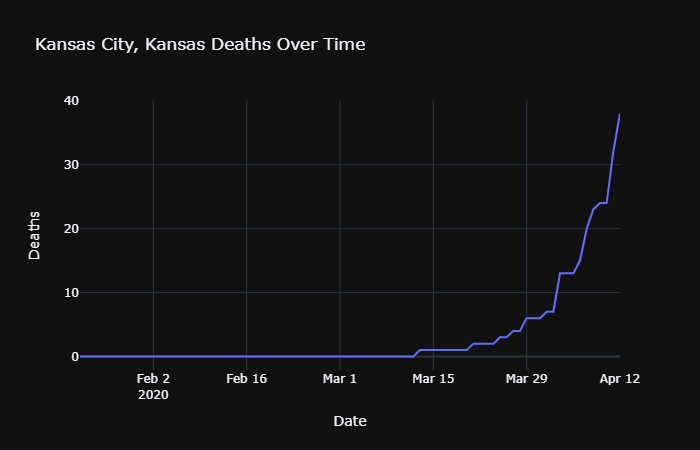 Kansas City, Kansas Deaths Over Time
Deaths
40
30
20
10
0
Feb 2
2020
Feb 16
Mar 1
Mar 15
Mar 29
Apr 12
Date